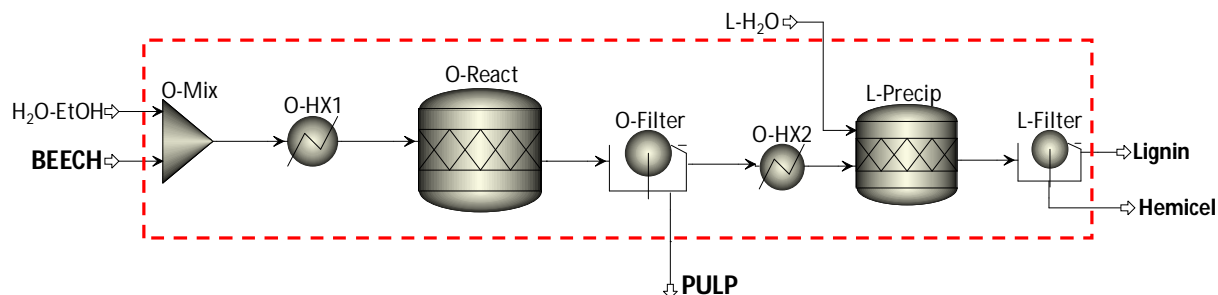 L-H₂O
O-Mix
O-HX1
O-React
L-Precip
H₂O-EtOH
O-Filter
O-HX2
L-Filter
BEECH
Lignin
Hemicel
PULP